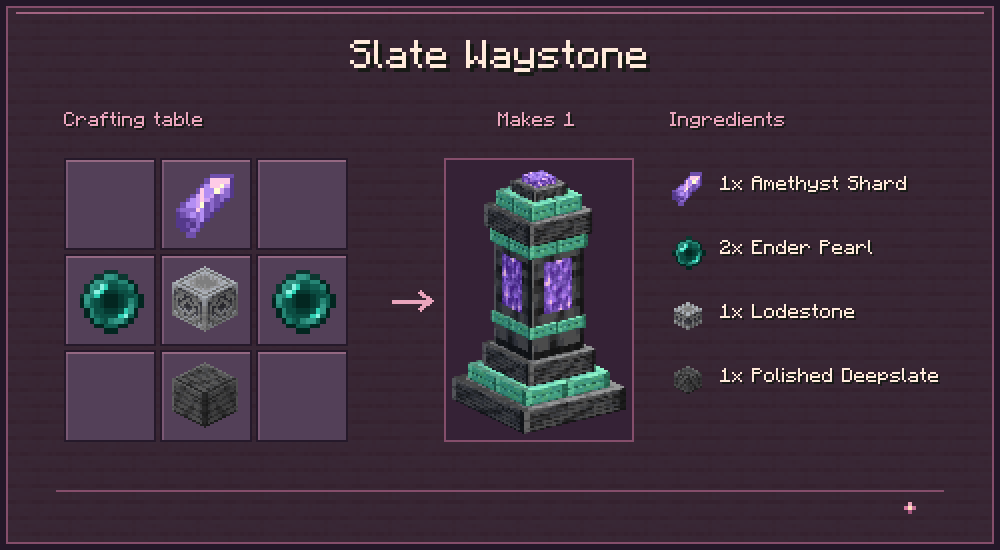 Slate Waystone
Crafting table
Makes 1
Ingredients
1x Amethyst Shard
2x Ender Pearl
1x Lodestone
1x Polished Deepslate